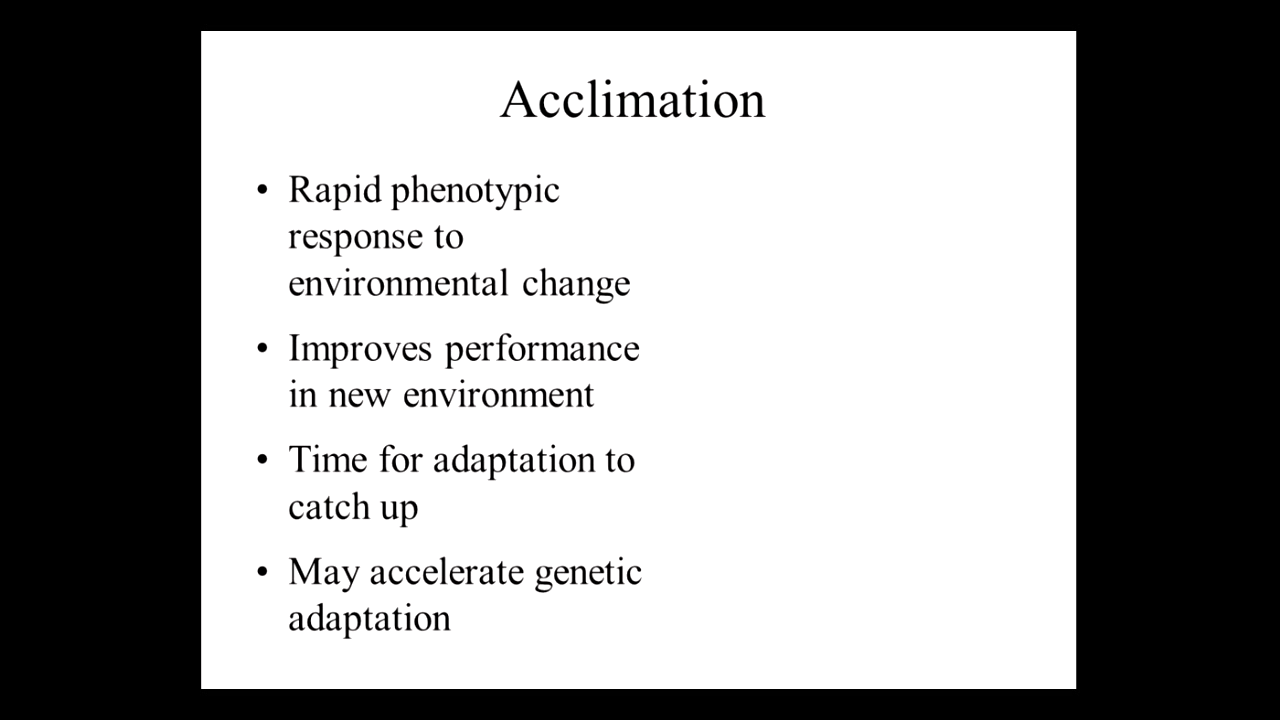 Acclimation
• Rapid phenotypic
response to
environmental change
• Improves performance
in new environment
• Time for adaptation to
catch up
• May accelerate genetic
adaptation